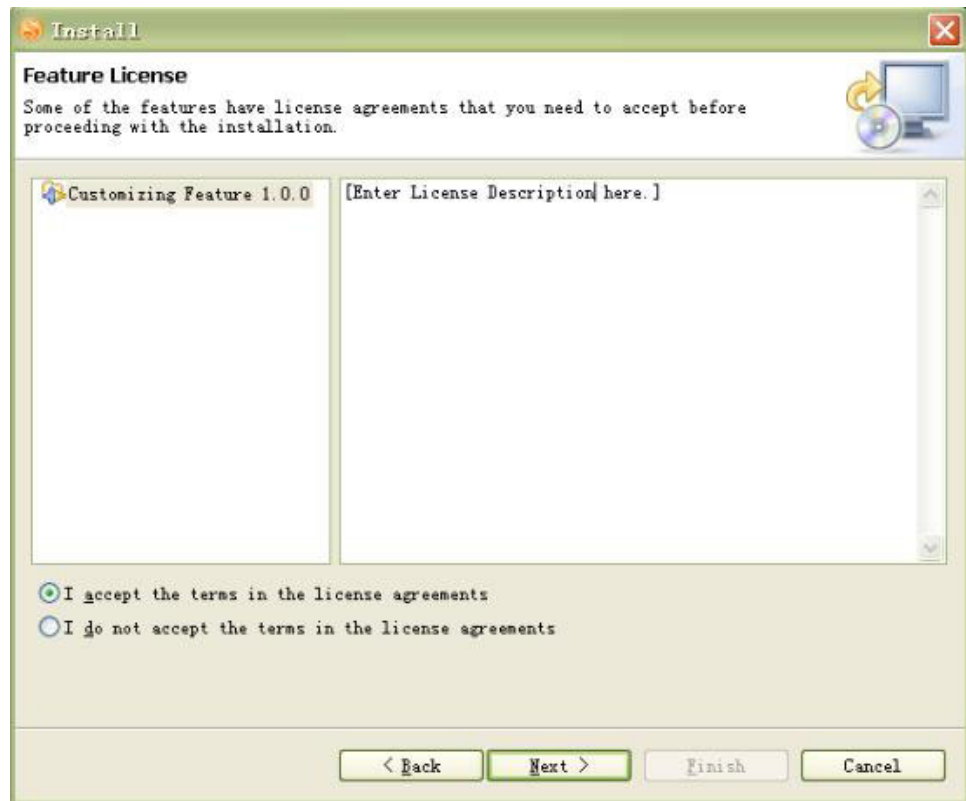 Install
Feature License
Some of the features have license agreements that you need to accept before
proceeding with the installation.
Customizing Feature 1.0.0
[Enter License Description here.]
I accept the terms in the license agreements
I do not accept the terms in the license agreements
< Back
Next >
Finish
Cancel